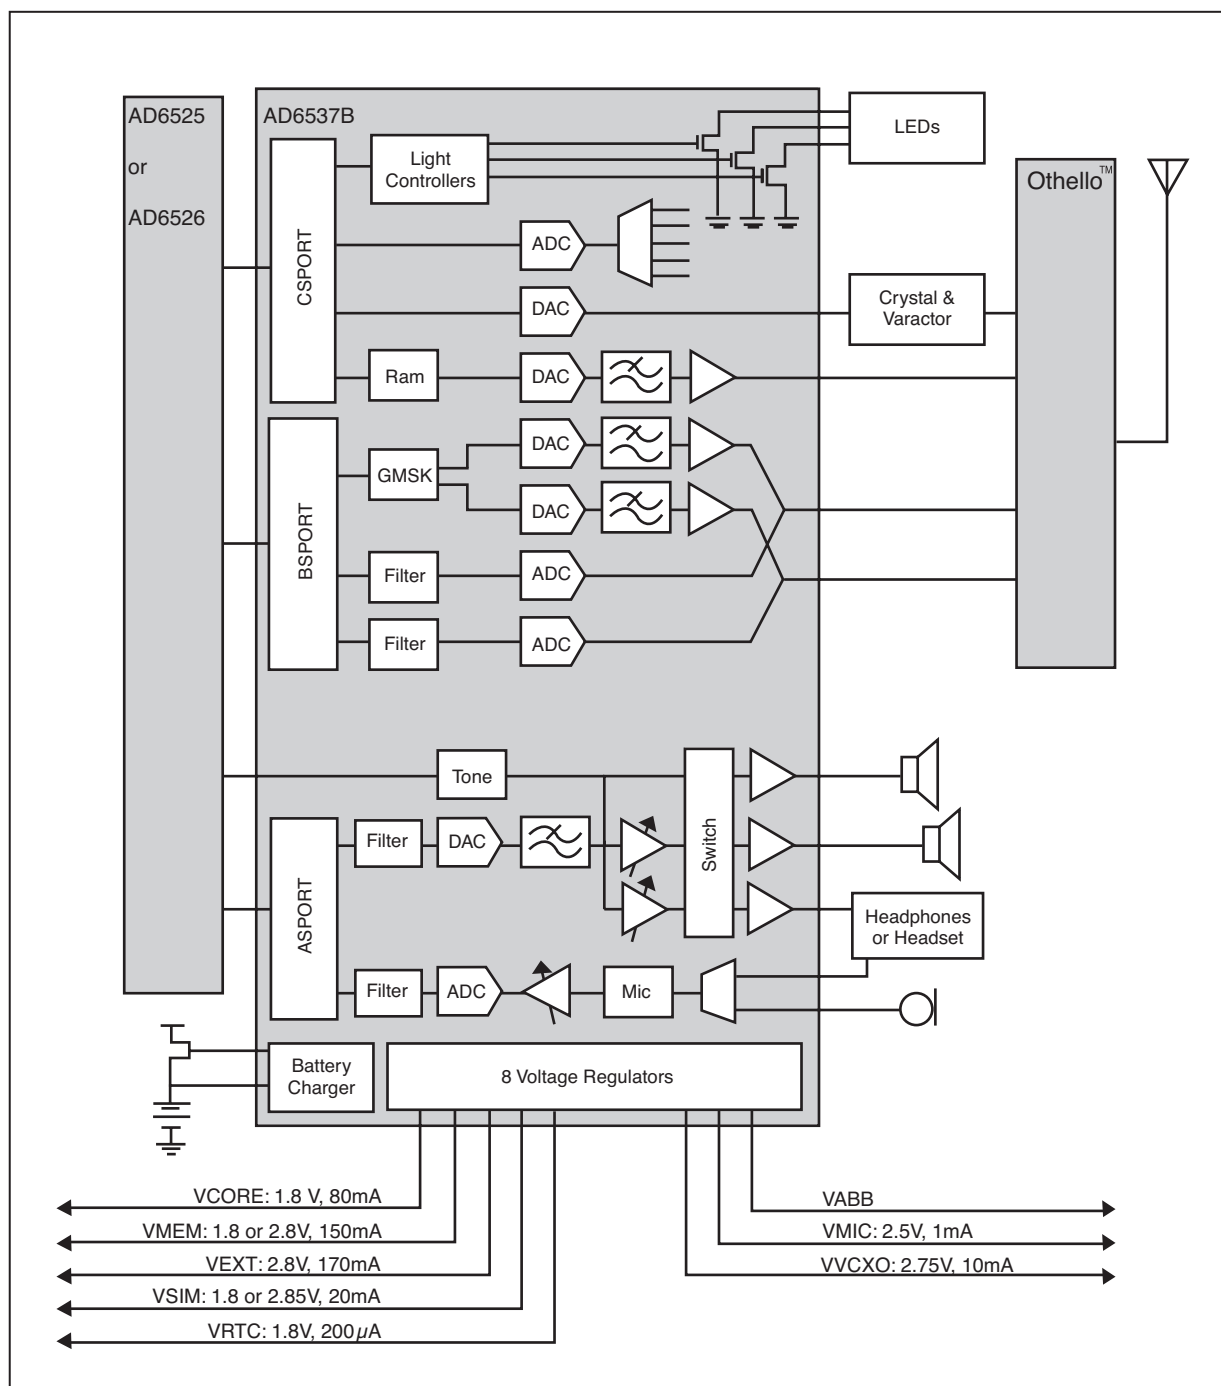 AD6525
or
AD6526
AD6537B
CSPORT
Light
Controllers
LEDs
Othello™
ADC
DAC
Crystal &
Varactor
Ram
DAC
BSPORT
GMSK
DAC
DAC
Filter
ADC
Filter
ADC
Tone
ASPORT
Filter
DAC
Switch
Headphones
or Headset
Filter
ADC
Mic
Battery
Charger
8 Voltage Regulators
VCORE: 1.8 V, 80mA
VMEM: 1.8 or 2.8V, 150mA
VEXT: 2.8V, 170mA
VSIM: 1.8 or 2.85V, 20mA
VRTC: 1.8V, 200µA
VABB
VMIC: 2.5V, 1mA
VVCXO: 2.75V, 10mA